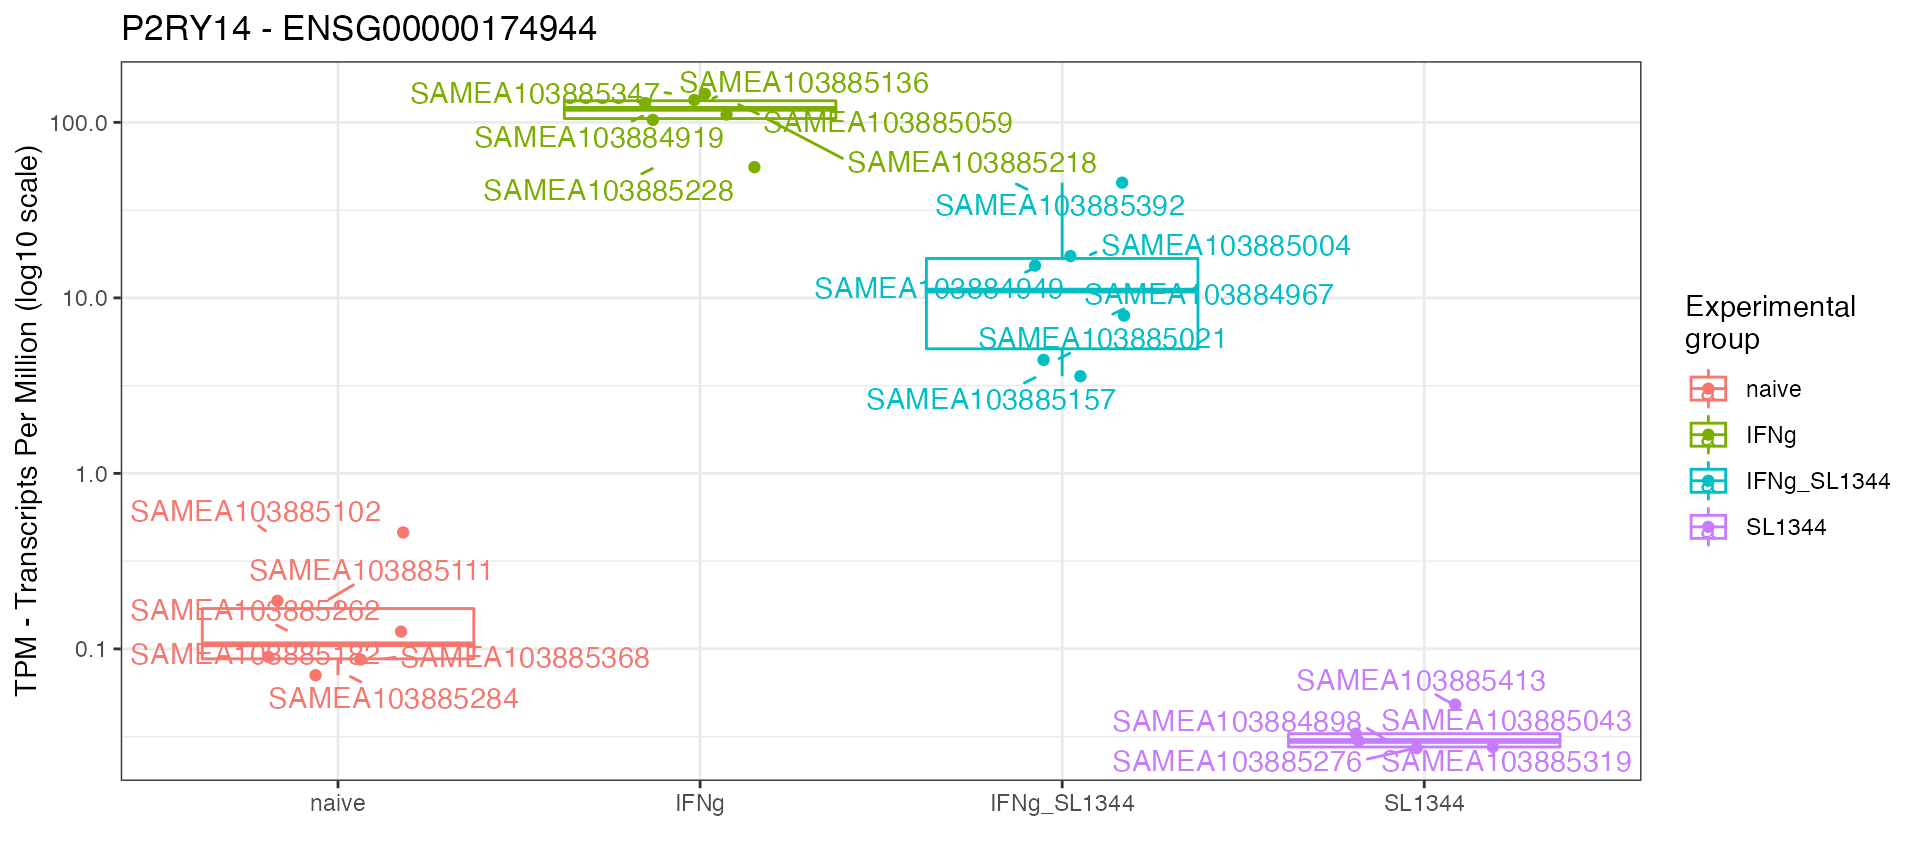 P2RY14 - ENSG00000174944
TPM - Transcripts Per Million (log10 scale)
100.0
10.0
1.0
0.1
SAMEA103885347
SAMEA103885136
SAMEA103885059
SAMEA103884919
SAMEA103885218
SAMEA103885228
SAMEA103885392
SAMEA103885004
SAMEA103884949
SAMEA103884967
SAMEA103885021
SAMEA103885157
SAMEA103885102
SAMEA103885111
SAMEA103885262
SAMEA103885182
SAMEA103885368
SAMEA103885284
SAMEA103885413
SAMEA103884898
SAMEA103885043
SAMEA103885276
SAMEA103885319
naive
IFNg
IFNg_SL1344
SL1344
Experimental
group
naive
IFNg
IFNg_SL1344
SL1344